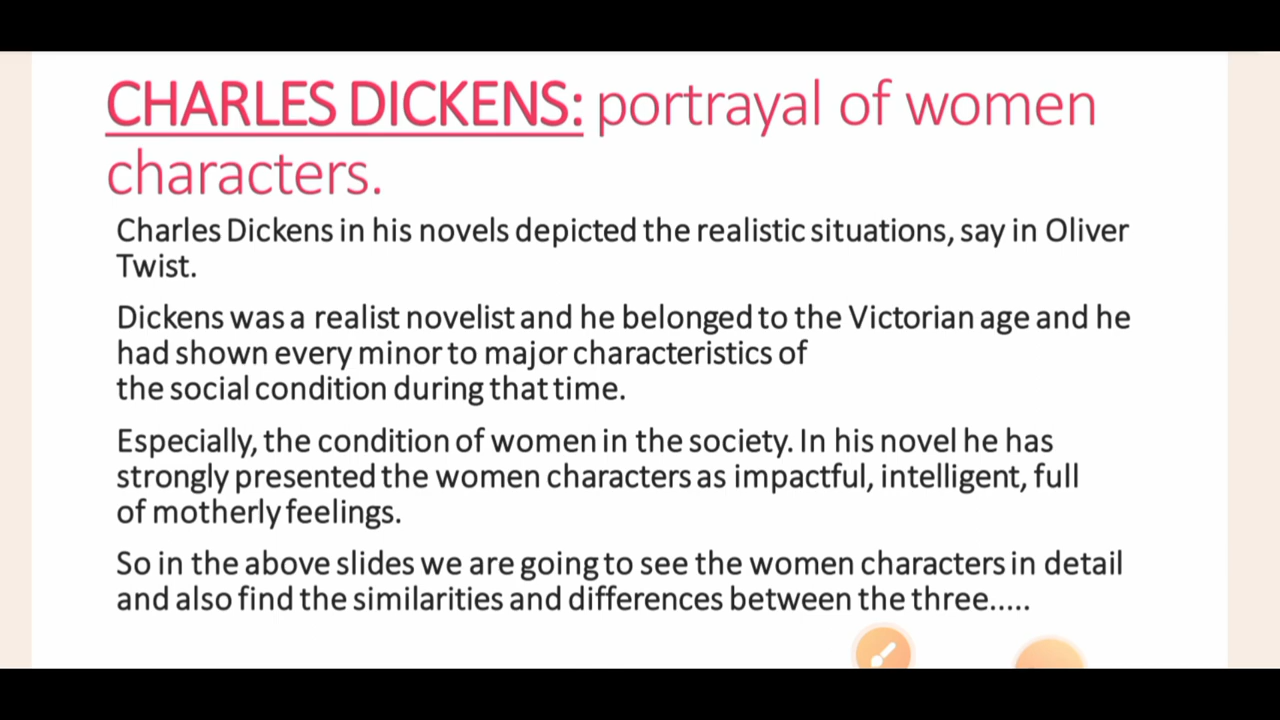 CHARLES DICKENS: portrayal of women
characters.
Charles Dickens in his novels depicted the realistic situations, say in Oliver
Twist.
Dickens was a realist novelist and he belonged to the Victorian age and he
had shown every minor to major characteristics of
the social condition during that time.
Especially, the condition of women in the society. In his novel he has
strongly presented the women characters as impactful, intelligent, full
of motherly feelings.
So in the above slides we are going to see the women characters in detail
and also find the similarities and differences between the three.....